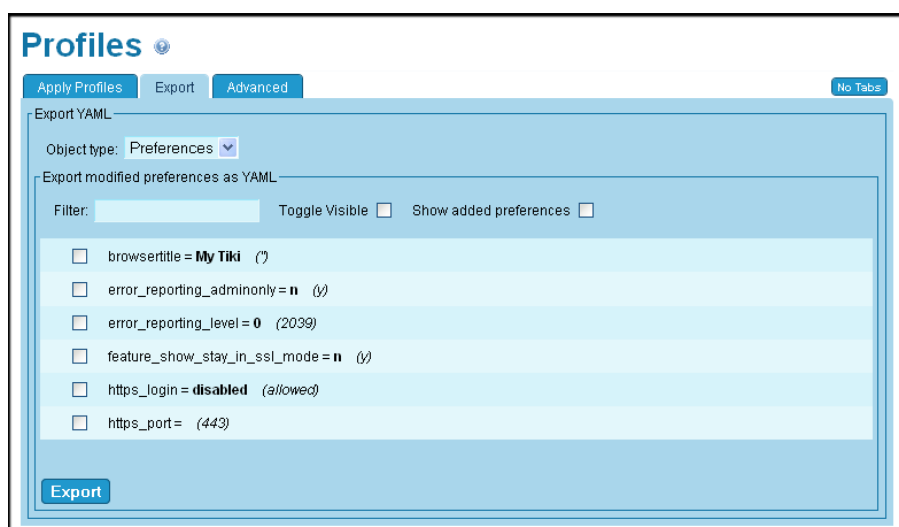 Profiles
Apply Profiles Export Advanced No Tabs
Export YAML
Object type: Preferences
Export modified preferences as YAML
Filter: Toggle Visible Show added preferences
browsertitle = My Tiki ('')
error_reporting_adminonly = n (y)
error_reporting_level = 0 (2039)
feature_show_stay_in_ssl_mode = n (y)
https_login = disabled (allowed)
https_port = (443)
Export